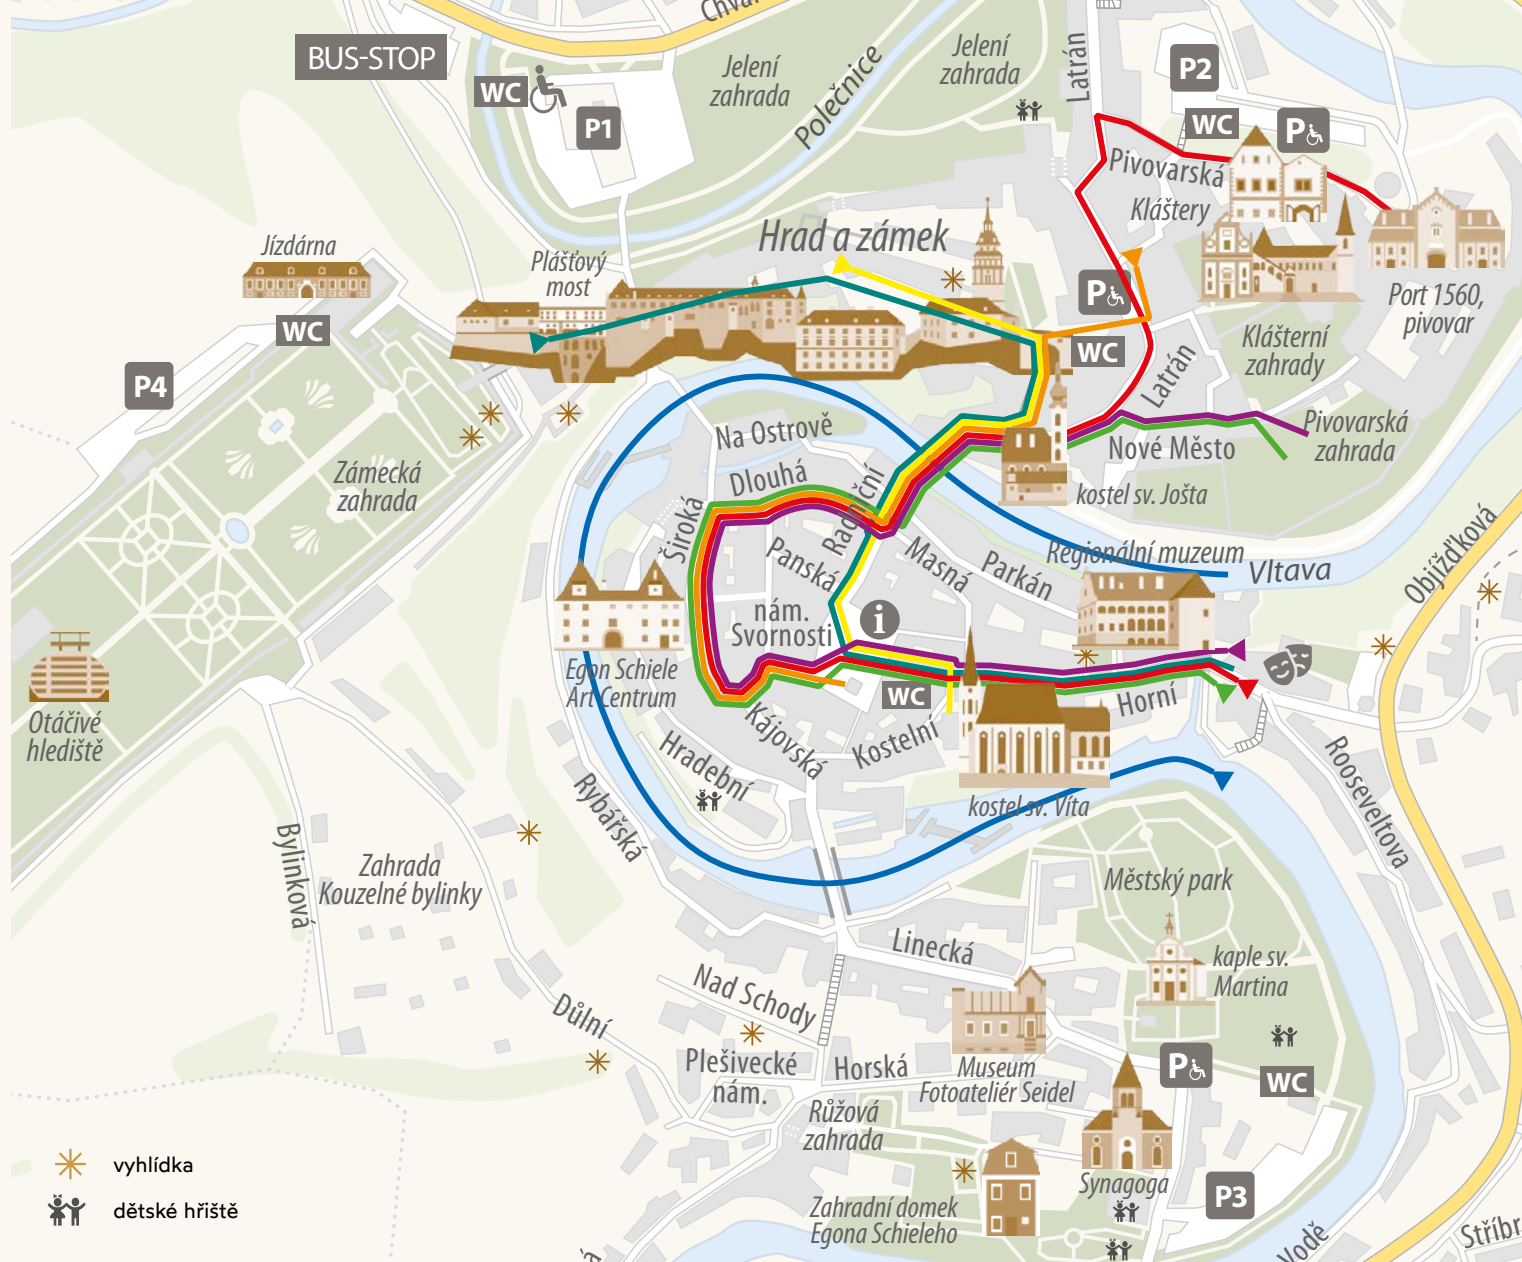 Chvar
BUS-STOP
WC
P1
Jelení
zahrada
Polečnice
Jelení
zahrada
Latrán
P2
WC
P
Pivovarská
Kláštery
Port 1560,
pivovar
Hrad a zámek
Plášťový
most
Jízdárna
WC
P4
P
WC
Latrán
Klášterní
zahrady
Pivovarská
zahrada
Nové Město
kostel sv. Jošta
Na Ostrově
Dlouhá
Široká
Radniční
Panská
Masná
Parkán
Regionální muzeum
Vltava
Objížďková
Zámecká
zahrada
nám.
Svornosti
i
Egon Schiele
Art Centrum
WC
Kájovská
Kostelní
Horní
Hradební
Rybářská
kostel sv. Víta
Rooseveltova
Otáčivé
hlediště
Bylinková
Zahrada
Kouzelné bylinky
Městský park
Linecká
kaple sv.
Martina
Nad Schody
Důlní
Plešivecké
nám.
Horská
Museum
Fotoateliér Seidel
P
WC
Růžová
zahrada
Synagoga
P3
Zahradní domek
Egona Schieleho
vyhlídka
dětské hřiště
á
Vodě
Stříbr